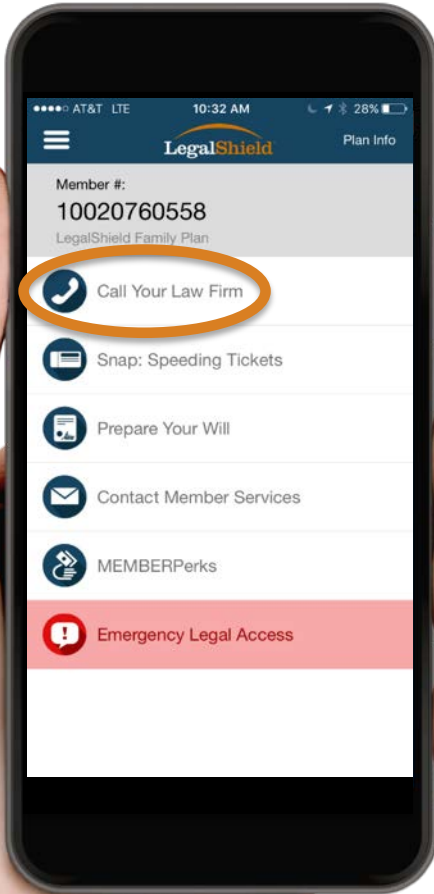 AT&T LTE 10:32 AM 28%
LegalShield Plan Info
Member #:
10020760558
LegalShield Family Plan
Call Your Law Firm
Snap: Speeding Tickets
Prepare Your Will
Contact Member Services
MEMBERPerks
Emergency Legal Access